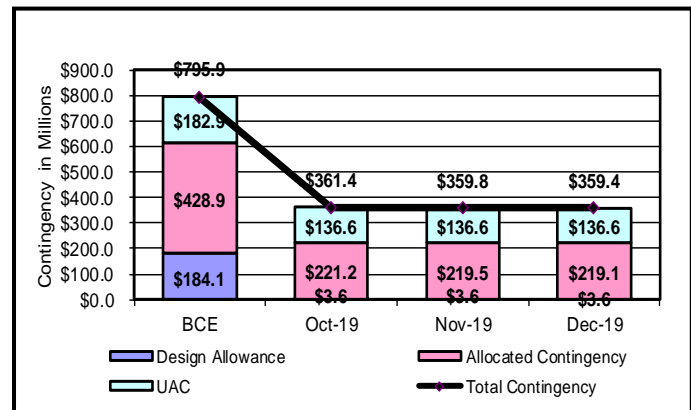 Contingency in Millions
$900.0
$800.0
$700.0
$600.0
$500.0
$400.0
$300.0
$200.0
$100.0
$0.0
$795.9
$182.9
$428.9
$184.1
$361.4
$136.6
$221.2
$3.6
$359.8
$136.6
$219.5
$3.6
$359.4
$136.6
$219.1
$3.6
BCE
Oct-19
Nov-19
Dec-19
Design Allowance
Allocated Contingency
UAC
Total Contingency